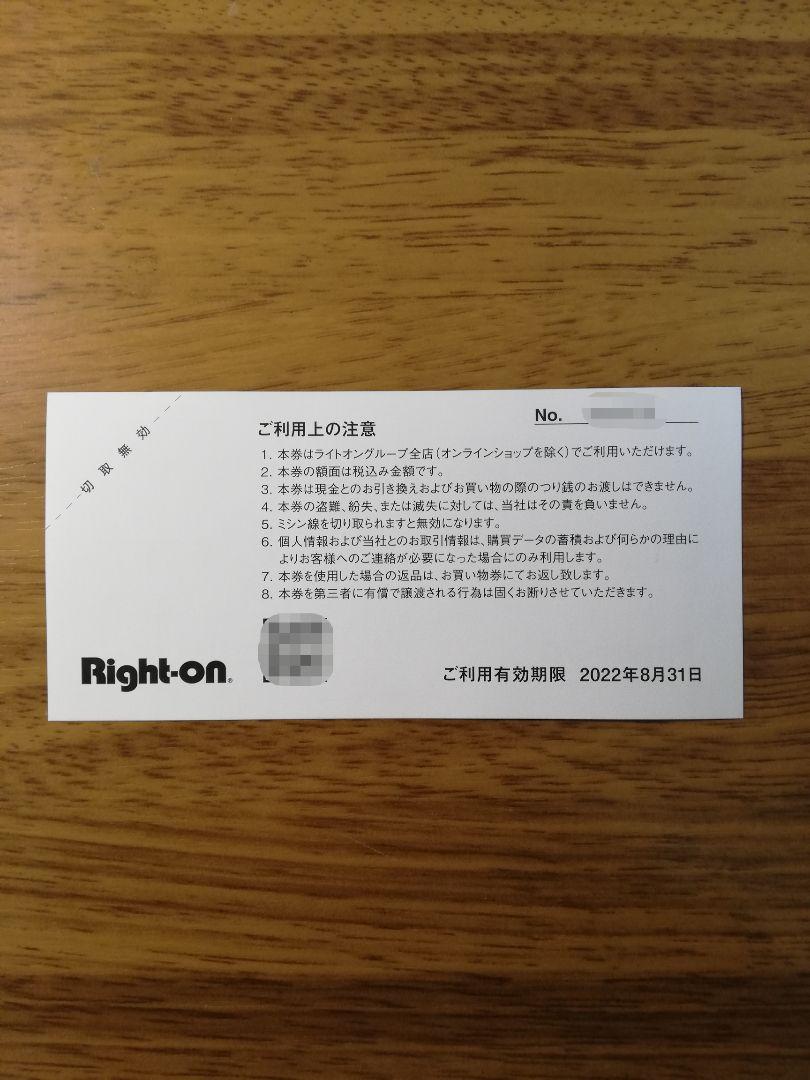 切取無効
No.
ご利用上の注意
1. 本券はライトオングループ全店(オンラインショップを除く)でご利用いただけます。
2. 本券の額面は税込み金額です。
3. 本券は現金とのお引き換えおよびお買い物の際のつり銭のお渡しはできません。
4. 本券の盗難、紛失、または滅失に対しては、当社はその責を負いません。
5. ミシン線を切り取られますと無効になります。
6. 個人情報および当社とのお取引情報は、購買データの蓄積および何らかの理由に
よりお客様へのご連絡が必要になった場合にのみ利用します。
7. 本券を使用した場合の返品は、お買い物券にてお返し致します。
8. 本券を第三者に有償で譲渡される行為は固くお断りさせていただきます。
Right-on®
ご利用有効期限 2022年8月31日